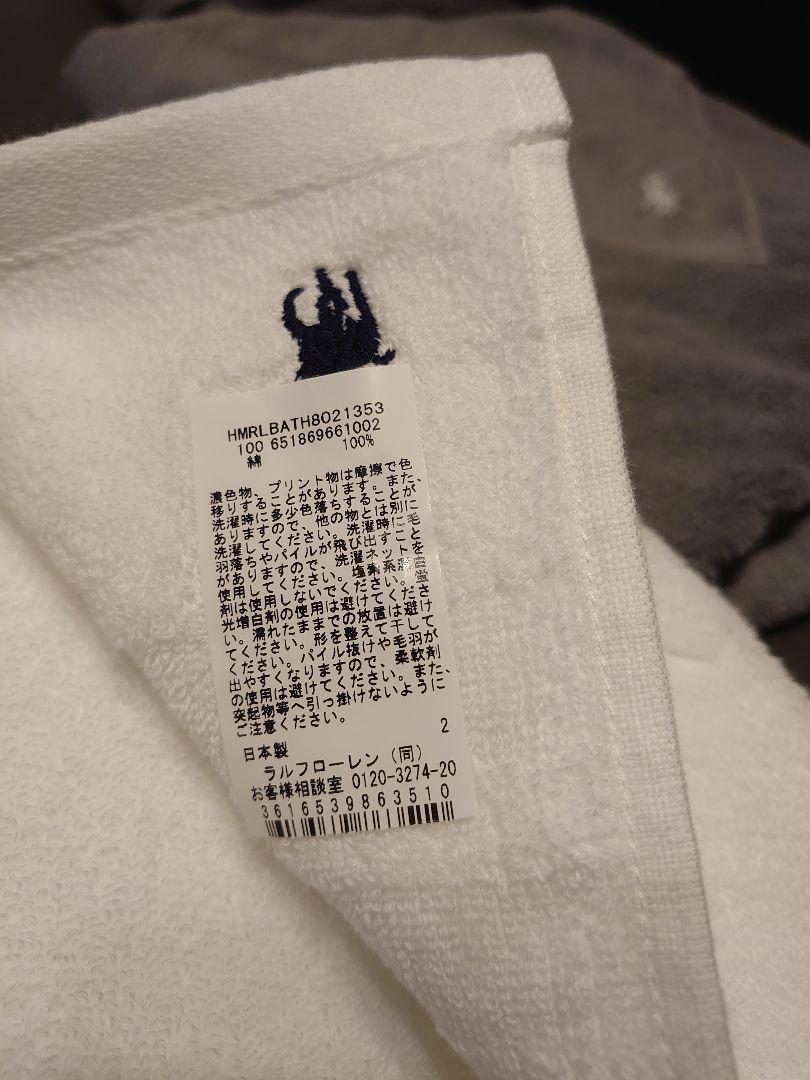 HMRLBATH8021353
100 651869661002
綿 100%
濃色物、プリント物は摩擦で色
移りすることがあります。また、
洗濯時に多少色落ちすることが
ありますので、他の物とは別に
洗濯してください。洗濯時に毛
羽落ちやパイルが飛び出すこと
がありますので、洗濯ネットを
使用してください。塩素系漂白
剤は使用しないでください。蛍
光増白剤の使用は避けてくださ
い。濡れたままでの放置は避け
てください。形を整えて干して
ください。パイル抜けや毛羽が
出やすくなりますので、柔軟剤
の使用は避けてください。また、
突起物等へ引っ掛けないように
ご注意ください。
2
日本製
ラルフローレン（同）
お客様相談室 0120-3274-20
3616539863510